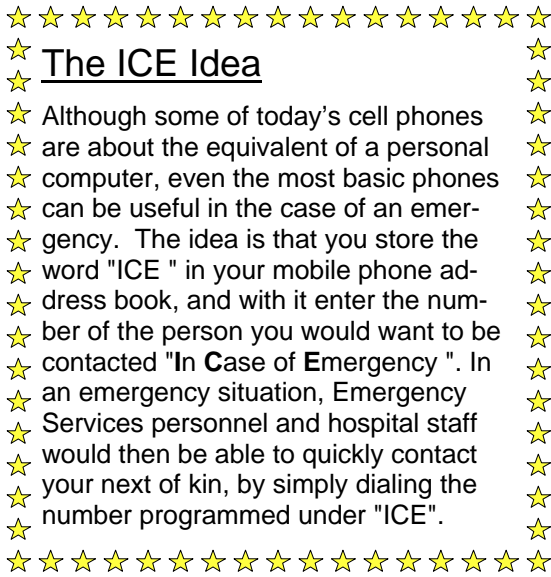 The ICE Idea
Although some of today’s cell phones
are about the equivalent of a personal
computer, even the most basic phones
can be useful in the case of an emer-
gency.  The idea is that you store the
word "ICE " in your mobile phone ad-
dress book, and with it enter the num-
ber of the person you would want to be
contacted "In Case of Emergency ". In
an emergency situation, Emergency
Services personnel and hospital staff
would then be able to quickly contact
your next of kin, by simply dialing the
number programmed under "ICE".